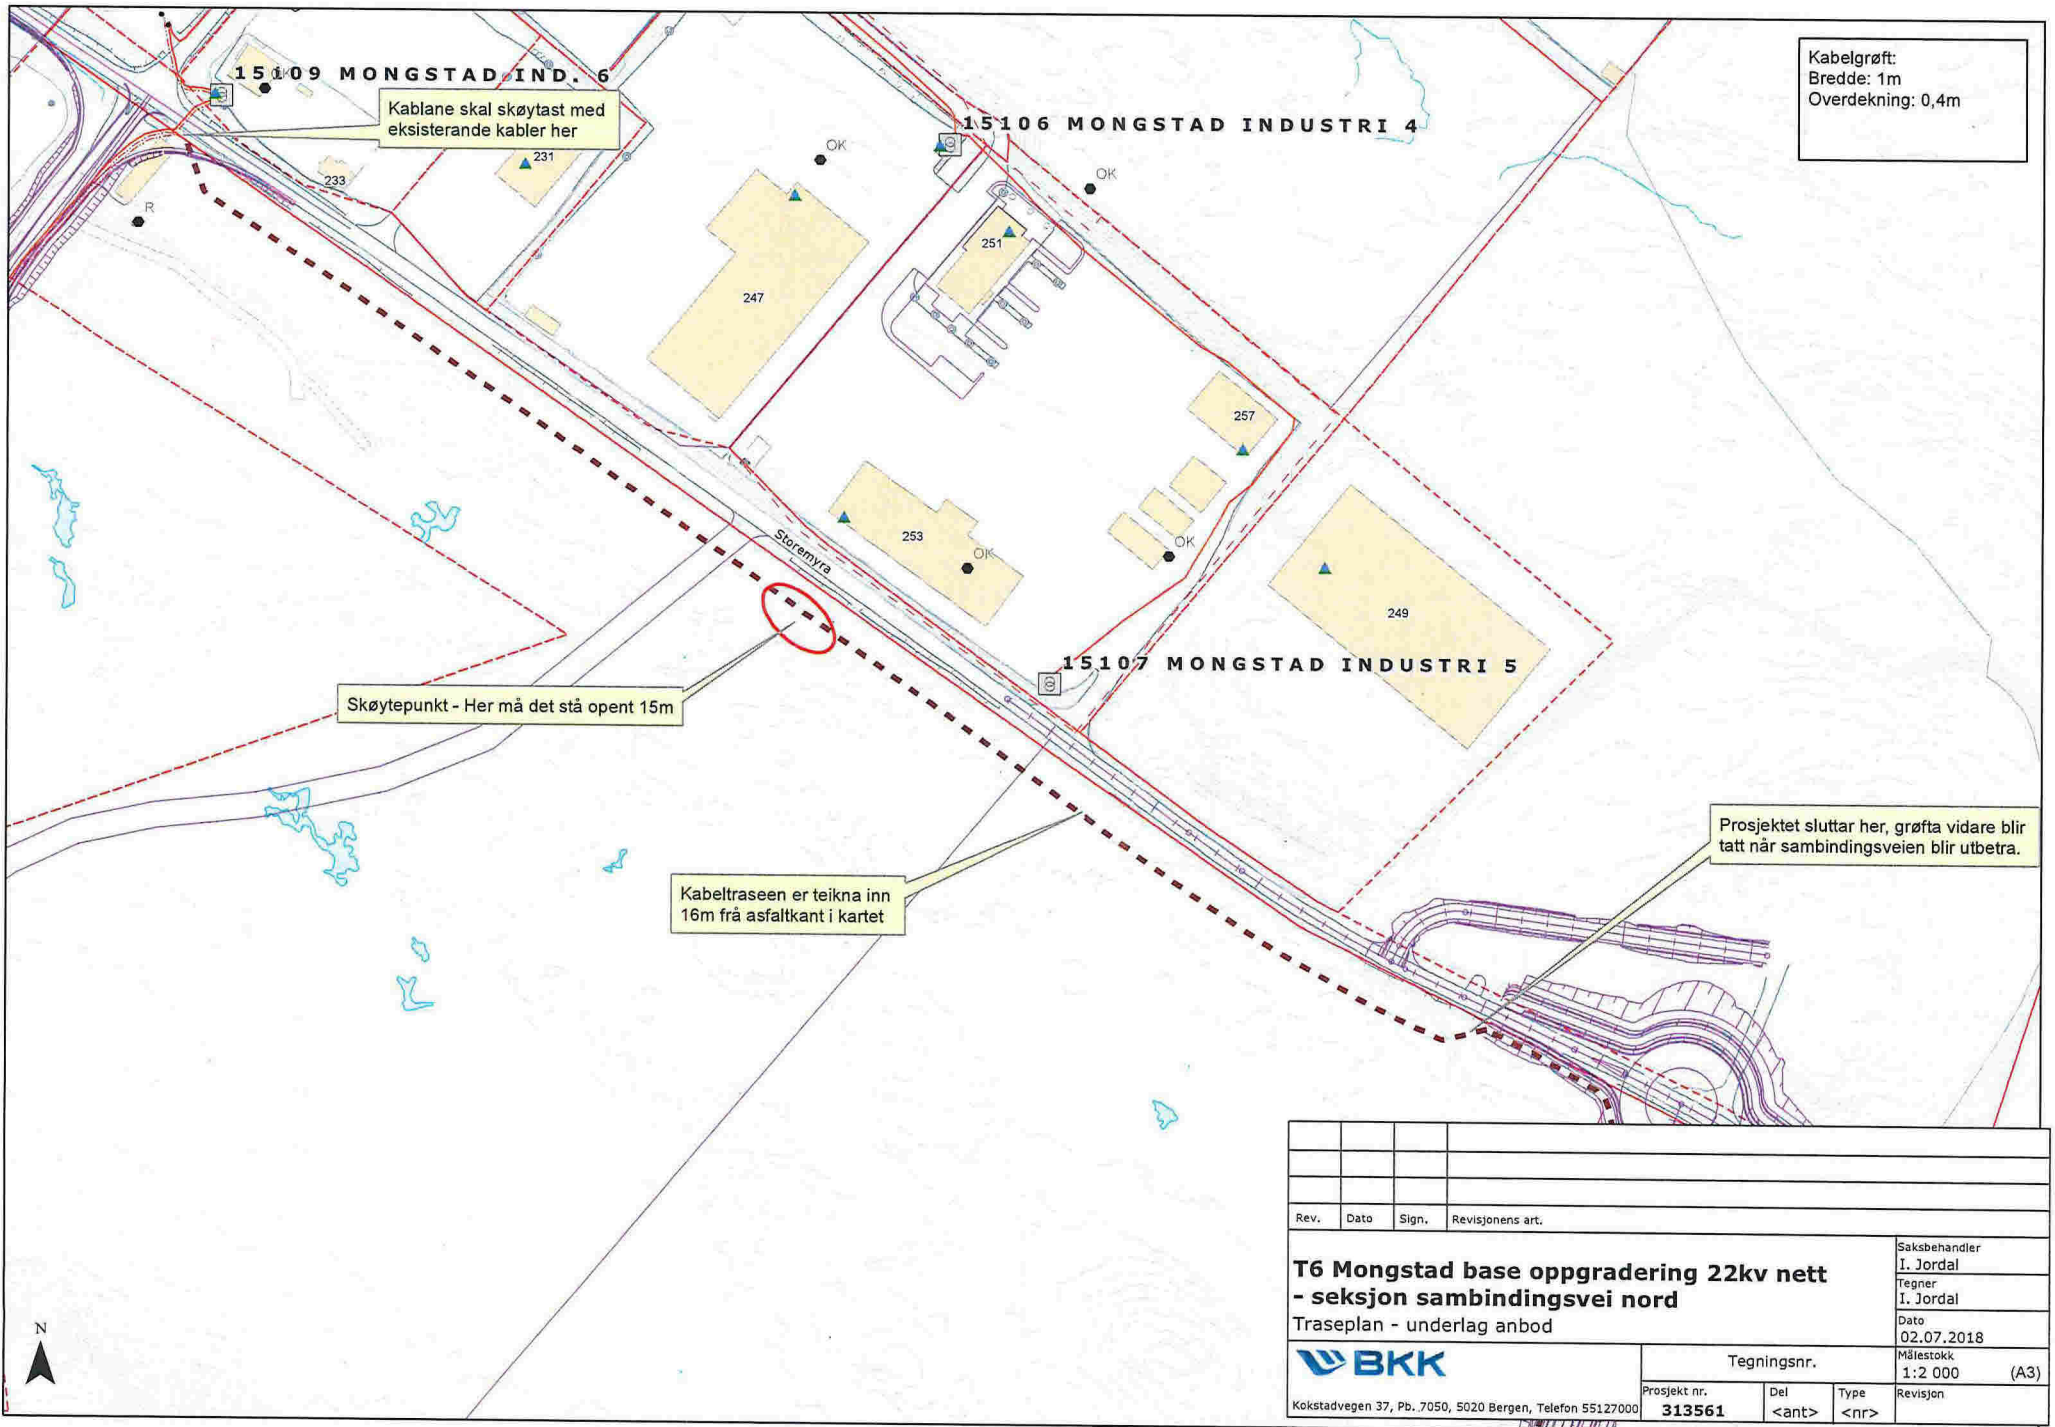 Kabelgrøft:
Bredde: 1m
Overdekning: 0,4m
15109 MONGSTAD IND. 6
OK
Kablane skal skøytast med
eksisterande kabler her
15106 MONGSTAD INDUSTRI 4
OK
OK
231
233
R
251
247
257
253
OK
OK
Storemyra
249
15107 MONGSTAD INDUSTRI 5
Skøytepunkt - Her må det stå opent 15m
Prosjektet sluttar her, grøfta vidare blir
tatt når sambindingsveien blir utbetra.
Kabeltraseen er teikna inn
16m frå asfaltkant i kartet
Rev. Dato Sign. Revisjonens art.
T6 Mongstad base oppgradering 22kv nett
- seksjon sambindingsvei nord
Traseplan - underlag anbod
Saksbehandler
I. Jordal
Tegner
I. Jordal
Dato
02.07.2018
BKK
Kokstadvegen 37, Pb. 7050, 5020 Bergen, Telefon 55127000
Tegningsnr.
Målestokk
1:2 000 (A3)
Prosjekt nr.
313561
Del
<ant>
Type
<nr>
Revisjon
N